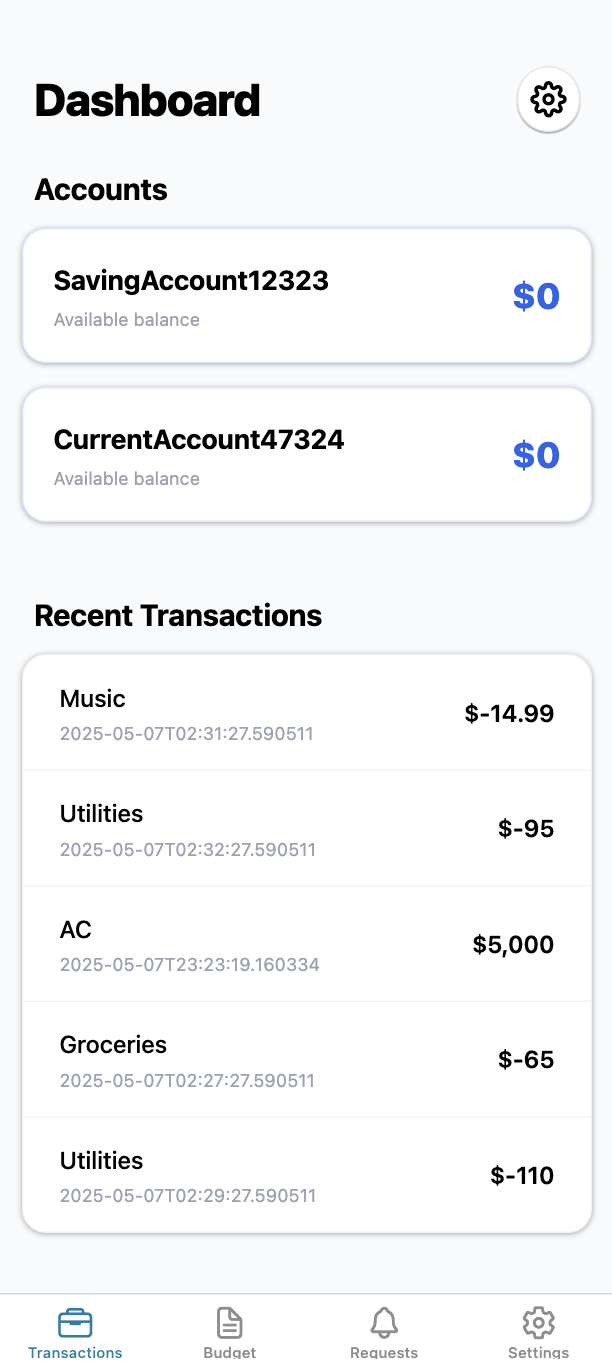 Dashboard
Accounts
SavingAccount12323
$0
Available balance
CurrentAccount47324
$0
Available balance
Recent Transactions
Music
$-14.99
2025-05-07T02:31:27.590511
Utilities
$-95
2025-05-07T02:32:27.590511
AC
$5,000
2025-05-07T23:23:19.160334
Groceries
$-65
2025-05-07T02:27:27.590511
Utilities
$-110
2025-05-07T02:29:27.590511
Transactions Budget Requests Settings